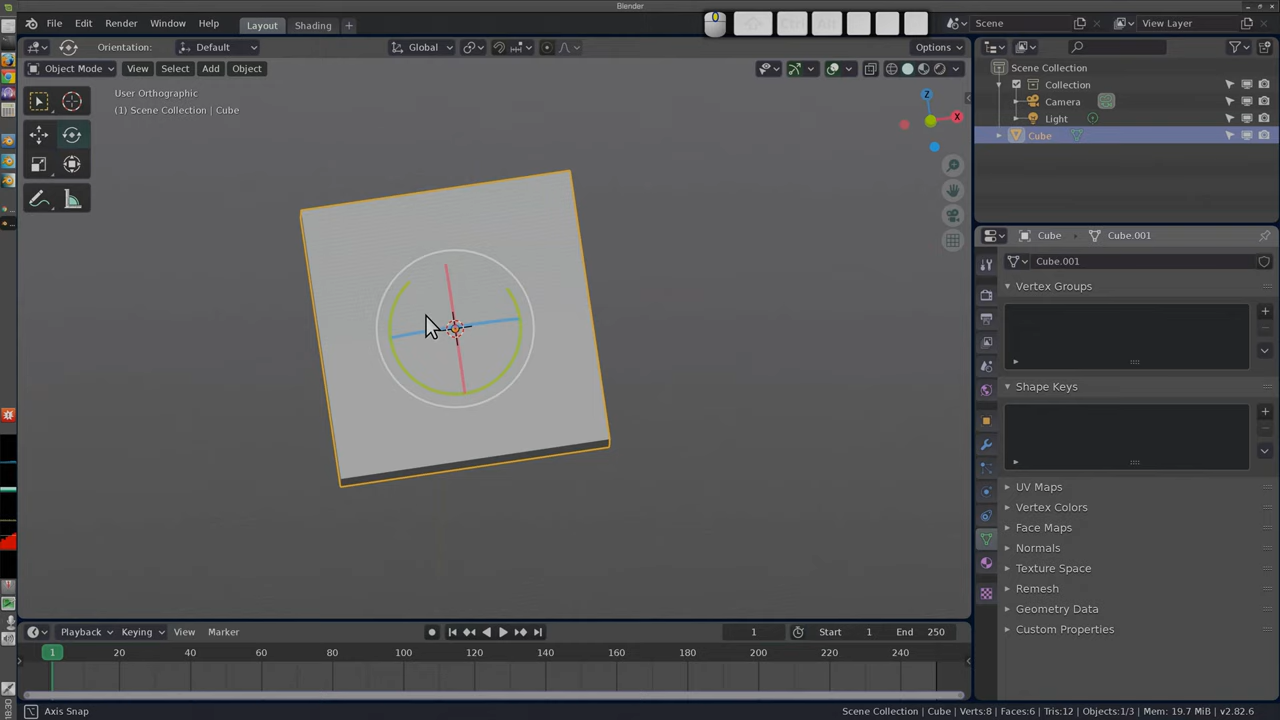 Blender
File Edit Render Window Help Layout Shading + Ctrl Alt Scene View Layer
Orientation: Default Global Options
Object Mode View Select Add Object
User Orthographic
(1) Scene Collection | Cube
Z
X
Scene Collection
Collection
Camera
Light
Cube
Cube Cube.001
Cube.001
Vertex Groups
Shape Keys
UV Maps
Vertex Colors
Face Maps
Normals
Texture Space
Remesh
Geometry Data
Custom Properties
Playback Keying View Marker 1 Start 1 End 250
1 20 40 60 80 100 120 140 160 180 200 220 240
Axis Snap Scene Collection | Cube | Verts:8 | Faces:6 | Tris:12 | Objects:1/3 | Mem: 19.7 MiB | v2.82.6
18:30